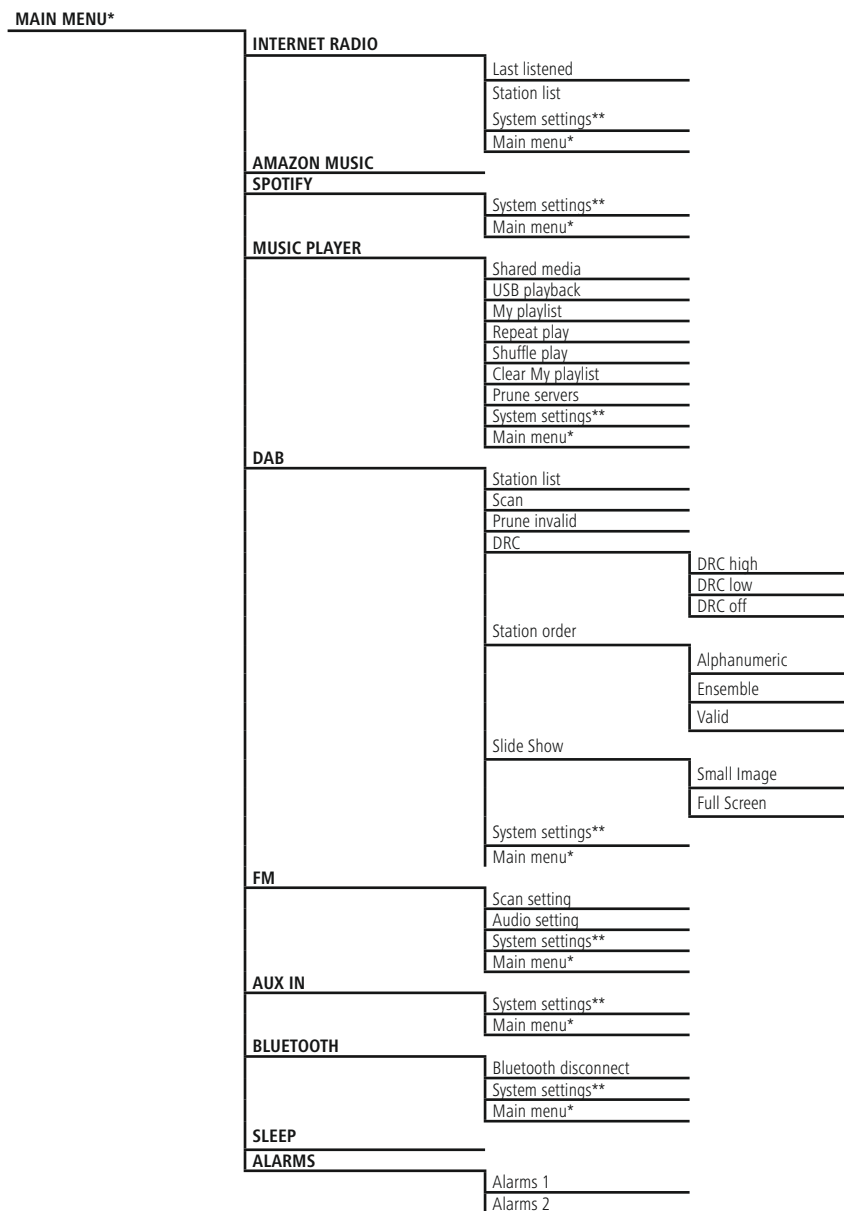 MAIN MENU*
INTERNET RADIO
Last listened
Station list
System settings**
Main menu*
AMAZON MUSIC
SPOTIFY
System settings**
Main menu*
MUSIC PLAYER
Shared media
USB playback
My playlist
Repeat play
Shuffle play
Clear My playlist
Prune servers
System settings**
Main menu*
DAB
Station list
Scan
Prune invalid
DRC
DRC high
DRC low
DRC off
Station order
Alphanumeric
Ensemble
Valid
Slide Show
Small Image
Full Screen
System settings**
Main menu*
FM
Scan setting
Audio setting
System settings**
Main menu*
AUX IN
System settings**
Main menu*
BLUETOOTH
Bluetooth disconnect
System settings**
Main menu*
SLEEP
ALARMS
Alarms 1
Alarms 2